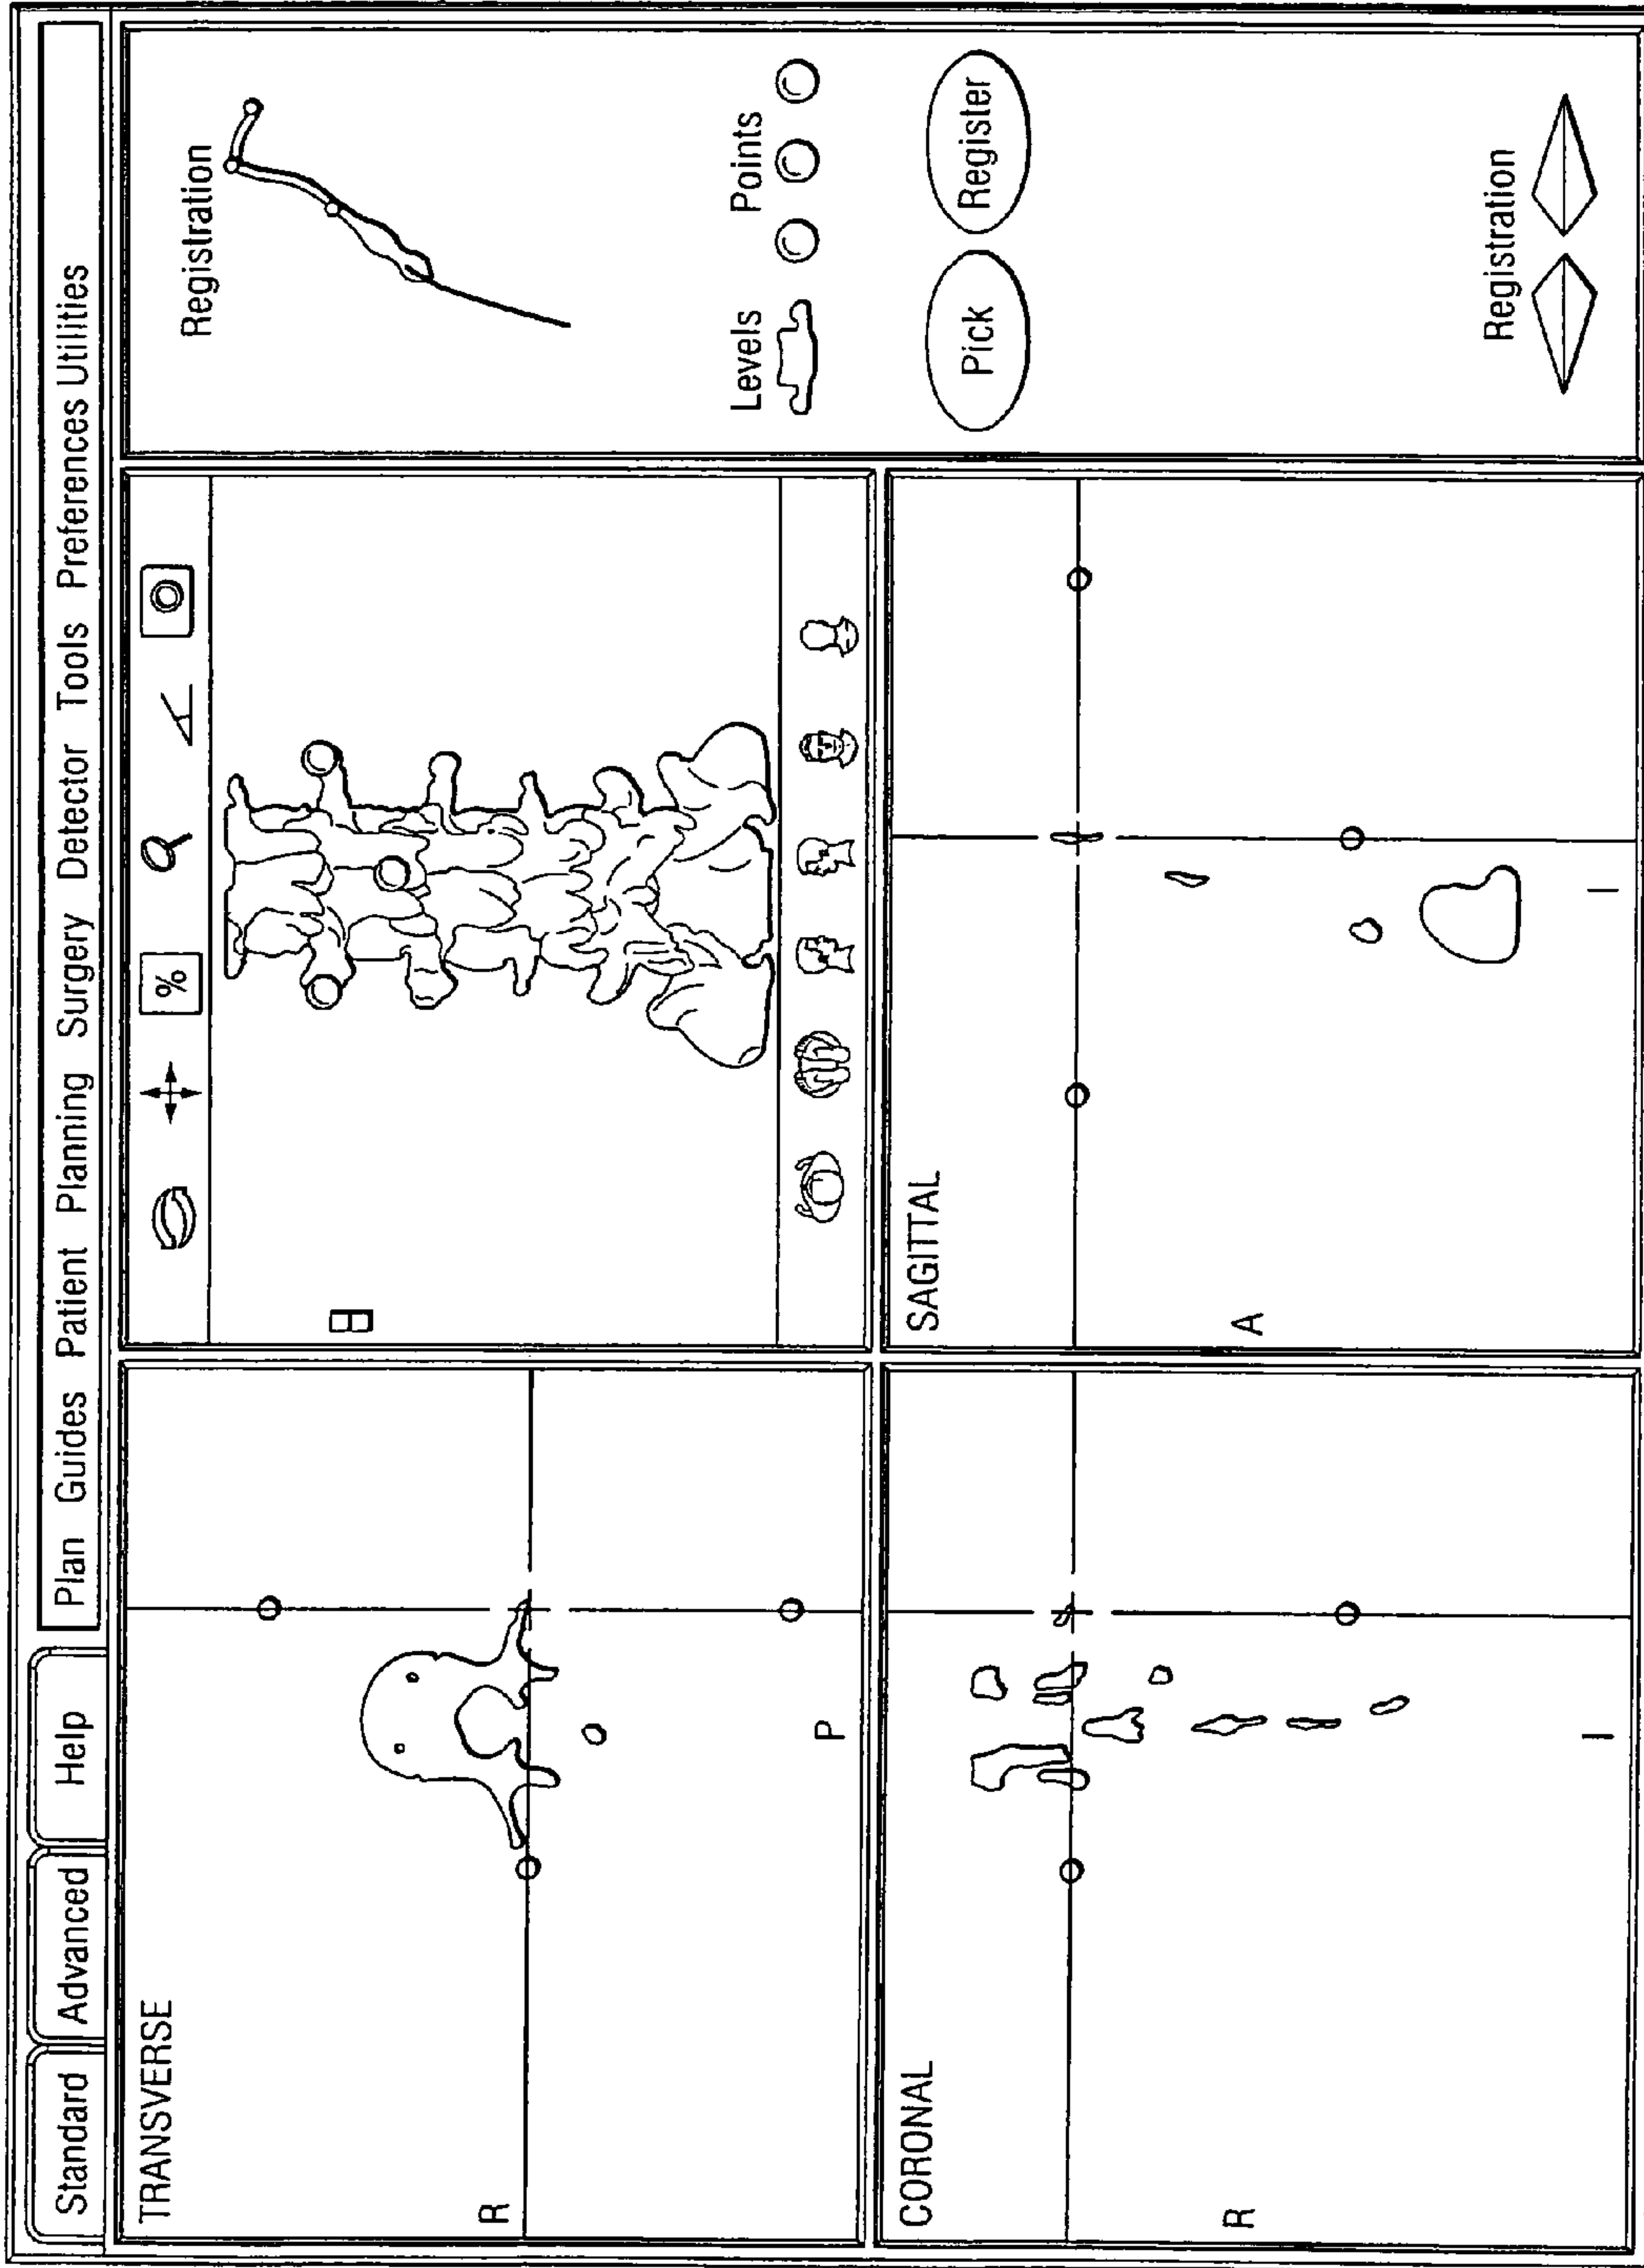 Standard Advanced Help Plan Guides Patient Planning Surgery Detector Tools Preferences Utilities
TRANSVERSE
R
P
%
Registration
Levels Points
Pick Register
Registration
CORONAL
R
I
SAGITTAL
A
I